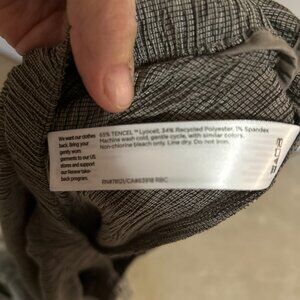 We want our clothes
back. Bring your
gently worn
garments to our US
stores and support
our Renew take-
back program.
65% TENCEL™ Lyocell, 34% Recycled Polyester, 1% Spandex
Machine wash cold, gentle cycle, with similar colors.
Non-chlorine bleach only. Line dry. Do not iron.
RBC